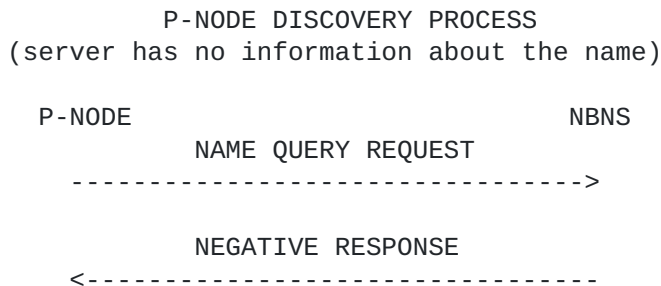 P-NODE DISCOVERY PROCESS
(server has no information about the name)
P-NODE NBNS
NAME QUERY REQUEST
--------------------------------->
NEGATIVE RESPONSE
<---------------------------------